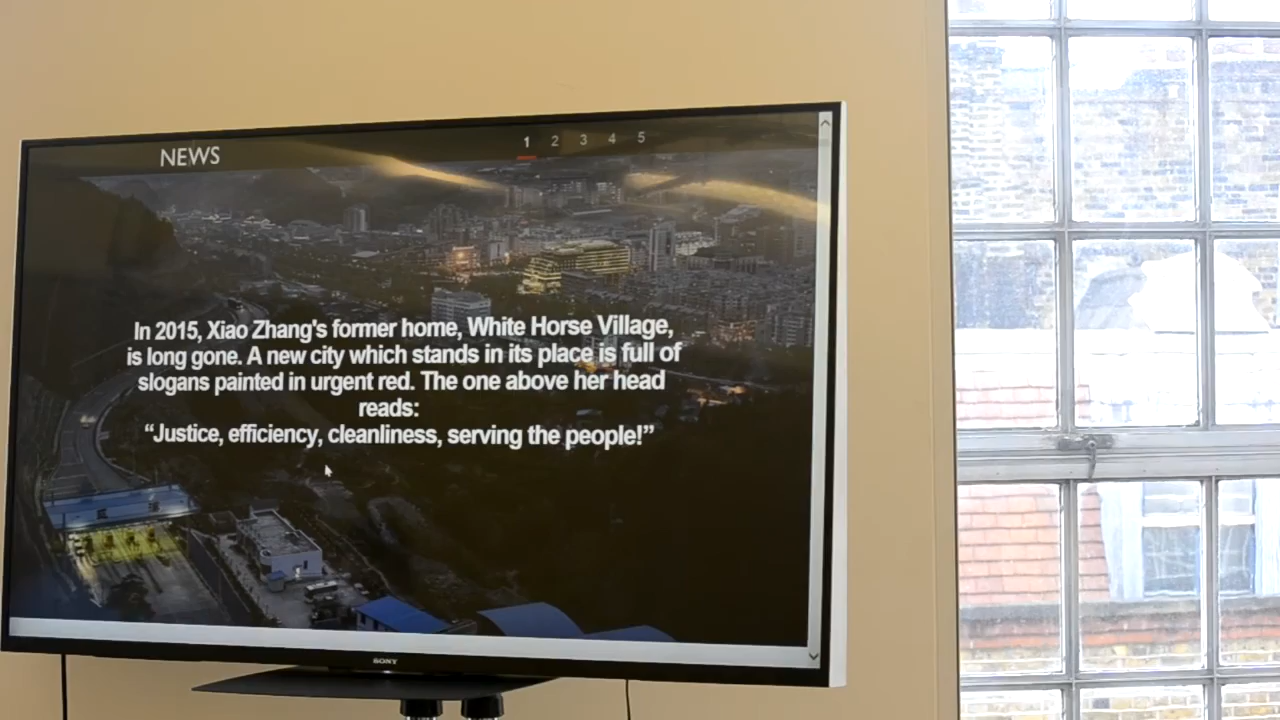 NEWS
1 2 3 4 5
In 2015, Xiao Zhang's former home, White Horse Village,
is long gone. A new city which stands in its place is full of
slogans painted in urgent red. The one above her head
reads:
“Justice, efficiency, cleanliness, serving the people!”
SONY